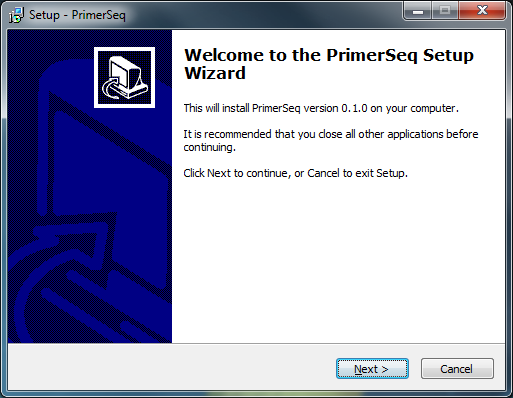 Setup - PrimerSeq
Welcome to the PrimerSeq Setup
Wizard
This will install PrimerSeq version 0.1.0 on your computer.
It is recommended that you close all other applications before
continuing.
Click Next to continue, or Cancel to exit Setup.
Next >
Cancel